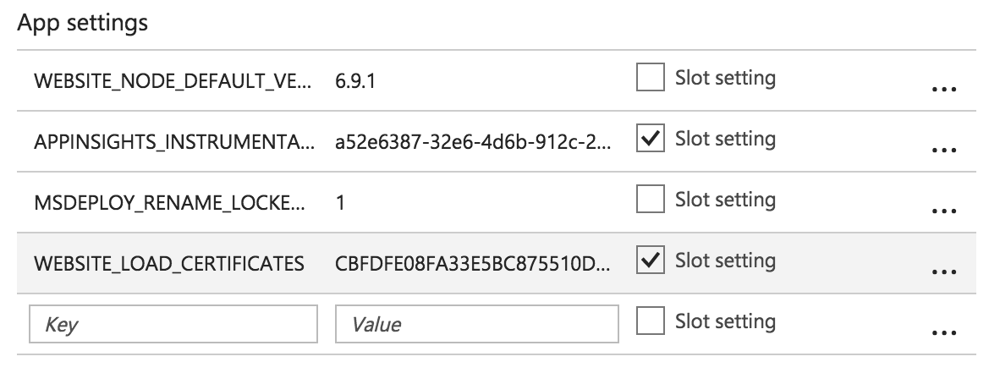 App settings
WEBSITE_NODE_DEFAULT_VE... 6.9.1 Slot setting ...
APPINSIGHTS_INSTRUMENTA... a52e6387-32e6-4d6b-912c-2... Slot setting ...
MSDEPLOY_RENAME_LOCKE... 1 Slot setting ...
WEBSITE_LOAD_CERTIFICATES CBFDFE08FA33E5BC875510D... Slot setting ...
Key Value Slot setting ...